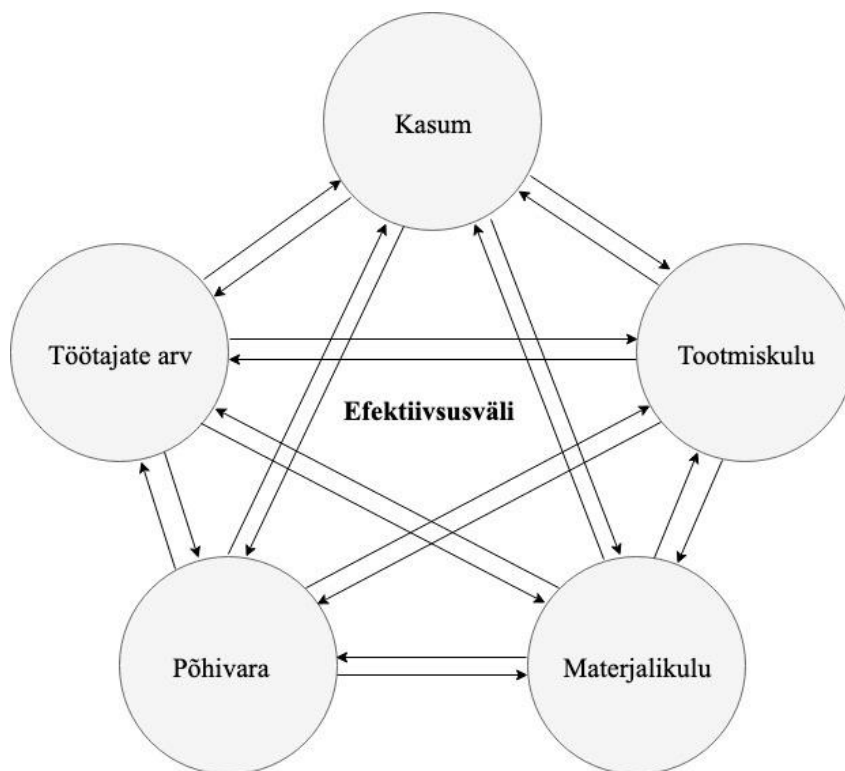 Kasum
Töötajate arv
Tootmiskulu
Efektiivsusväli
Põhivara
Materjalikulu